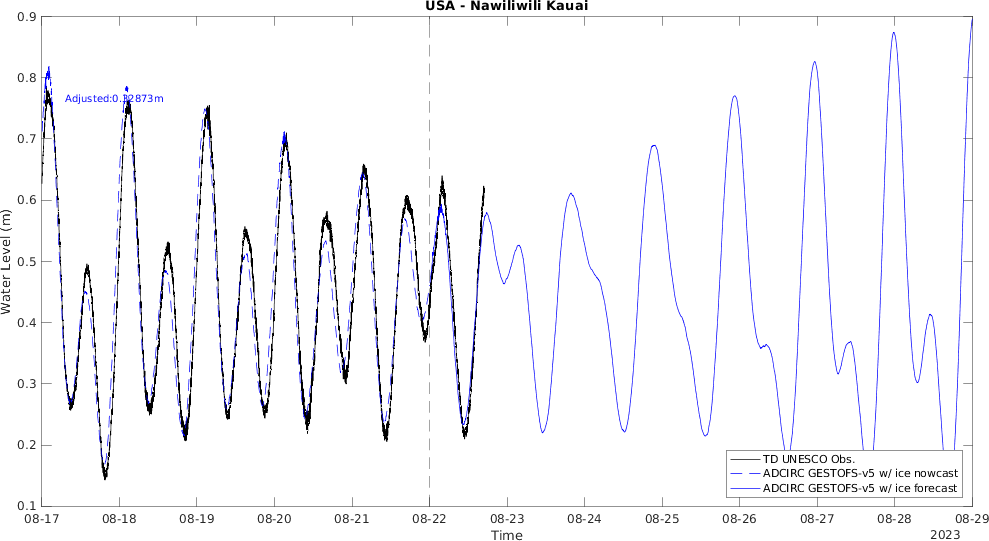 USA - Nawiliwili Kauai
0.9
0.8
0.7
0.6
0.5
0.4
0.3
0.2
0.1
Water Level (m)
Adjusted:0.32873m
TD UNESCO Obs.
ADCIRC GESTOFS-v5 w/ ice nowcast
ADCIRC GESTOFS-v5 w/ ice forecast
08-17 08-18 08-19 08-20 08-21 08-22 08-23 08-24 08-25 08-26 08-27 08-28 08-29
Time
2023